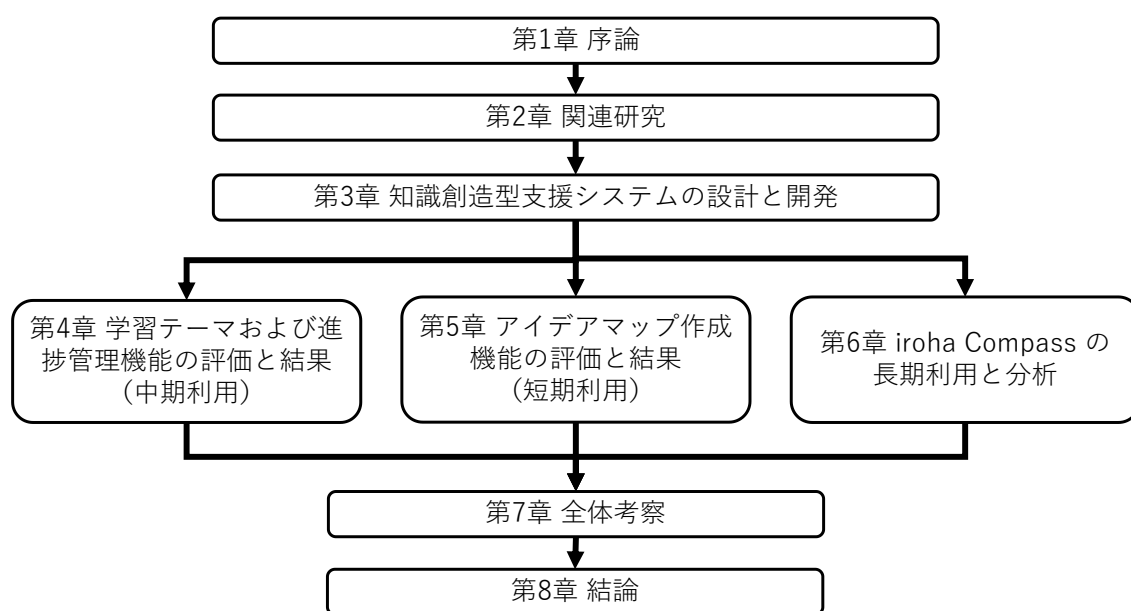 第1章 序論
第2章 関連研究
第3章 知識創造型支援システムの設計と開発
第4章 学習テーマおよび進
捗管理機能の評価と結果
（中期利用）
第5章 アイデアマップ作成
機能の評価と結果
（短期利用）
第6章 iroha Compass の
長期利用と分析
第7章 全体考察
第8章 結論